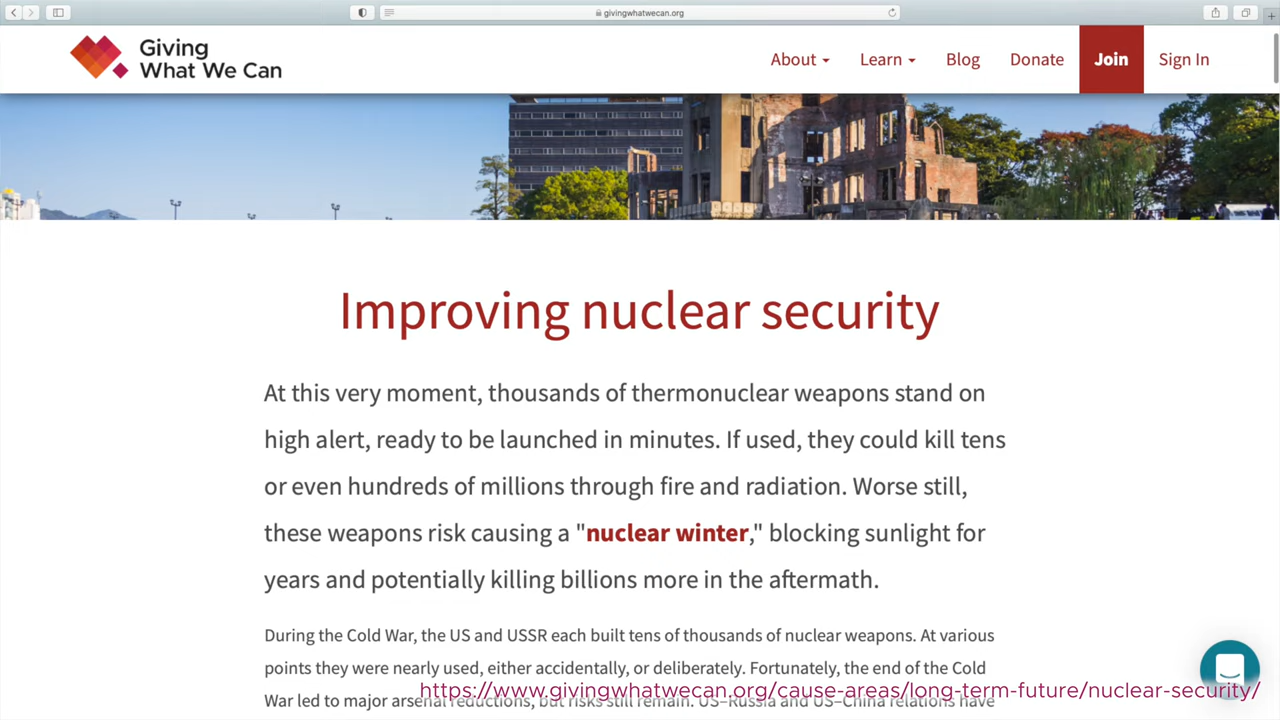 givingwhatwecan.org
Giving
What We Can
About
Learn
Blog
Donate
Join
Sign In
Improving nuclear security
At this very moment, thousands of thermonuclear weapons stand on
high alert, ready to be launched in minutes. If used, they could kill tens
or even hundreds of millions through fire and radiation. Worse still,
these weapons risk causing a "nuclear winter," blocking sunlight for
years and potentially killing billions more in the aftermath.
During the Cold War, the US and USSR each built tens of thousands of nuclear weapons. At various
points they were nearly used, either accidentally, or deliberately. Fortunately, the end of the Cold
War led to major arsenal reductions, but risks still remain. US–Russia and US–China relations have
https://www.givingwhatwecan.org/cause-areas/long-term-future/nuclear-security/